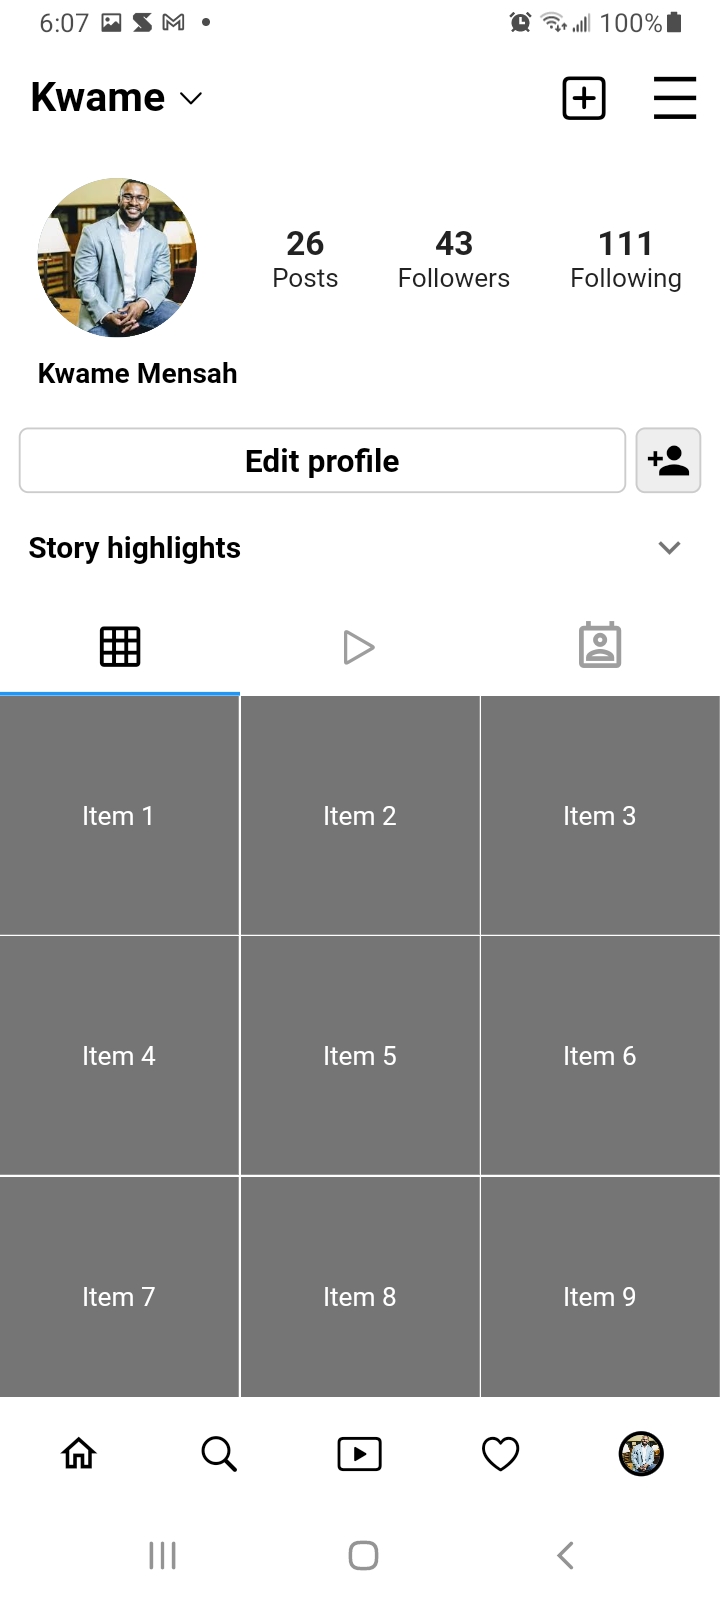 6:07 100%
Kwame
26 43 111
Posts Followers Following
Kwame Mensah
Edit profile
Story highlights
Item 1 Item 2 Item 3
Item 4 Item 5 Item 6
Item 7 Item 8 Item 9